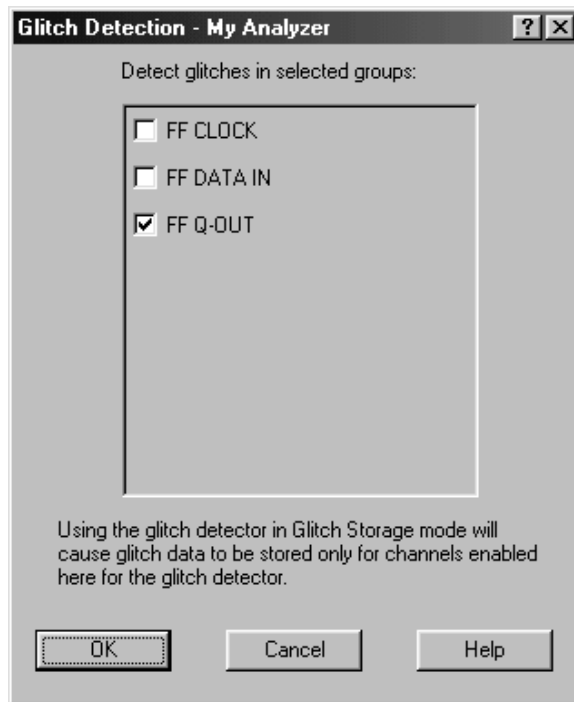 Glitch Detection - My Analyzer
Detect glitches in selected groups:
FF CLOCK
FF DATA IN
FF Q-OUT
Using the glitch detector in Glitch Storage mode will
cause glitch data to be stored only for channels enabled
here for the glitch detector.
OK Cancel Help